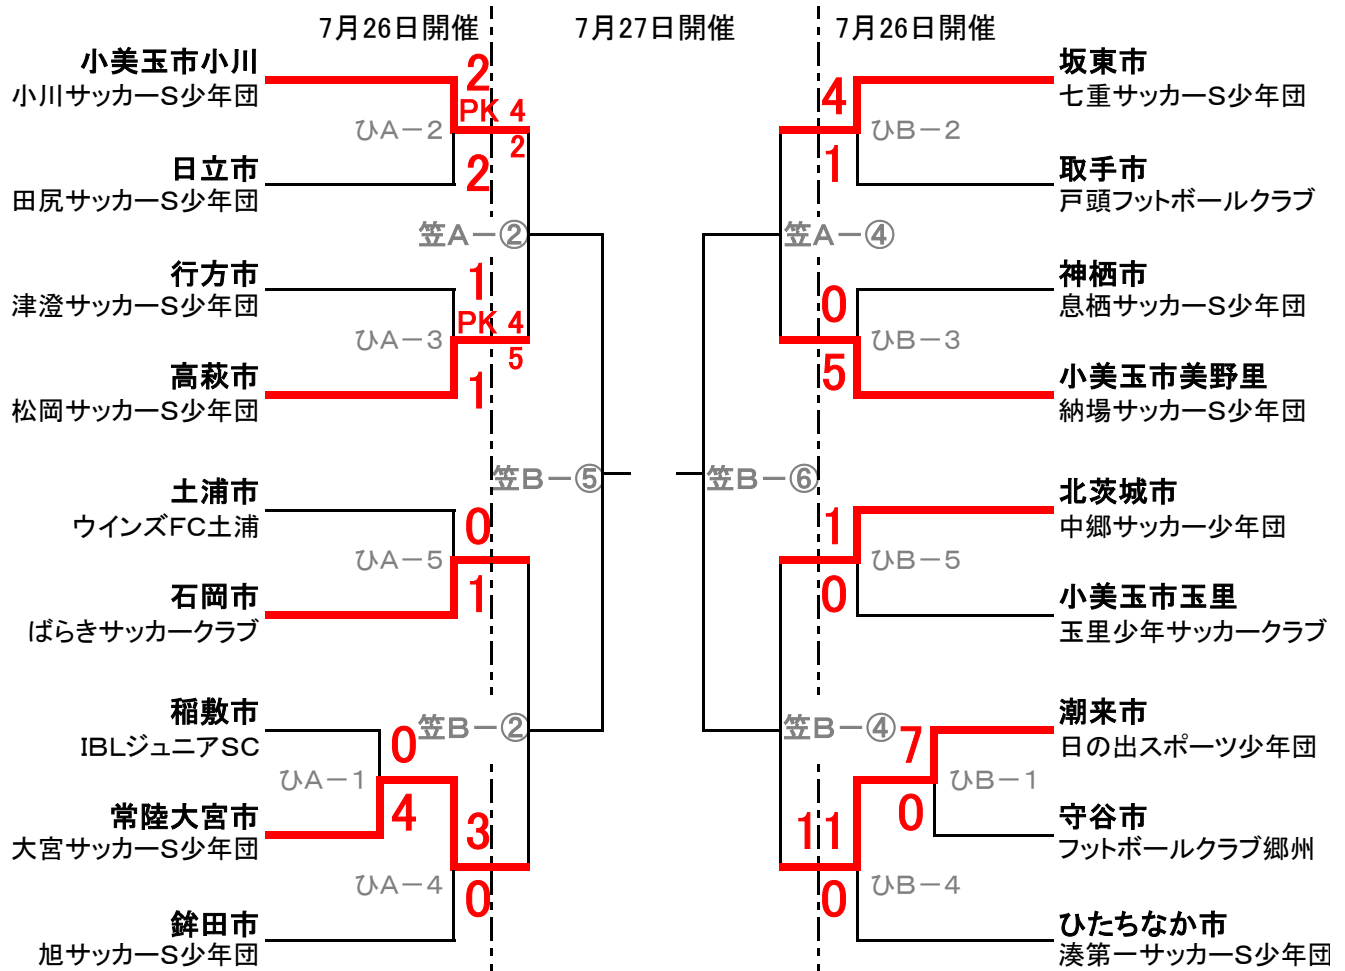 7月26日開催
7月27日開催
7月26日開催
小美玉市小川
小川サッカーS少年団
2
PK 4
2
ひA－2
日立市
田尻サッカーS少年団
2
笠A－②
行方市
津澄サッカーS少年団
1
PK 4
5
ひA－3
高萩市
松岡サッカーS少年団
1
笠B－⑤
土浦市
ウインズFC土浦
0
ひA－5
石岡市
ばらきサッカークラブ
1
稲敷市
IBLジュニアSC
0
笠B－②
ひA－1
常陸大宮市
大宮サッカーS少年団
4
3
ひA－4
0
鉾田市
旭サッカーS少年団
坂東市
七重サッカーS少年団
4
ひB－2
1
取手市
戸頭フットボールクラブ
笠A－④
神栖市
息栖サッカーS少年団
0
ひB－3
5
小美玉市美野里
納場サッカーS少年団
笠B－⑥
北茨城市
中郷サッカー少年団
1
ひB－5
0
小美玉市玉里
玉里少年サッカークラブ
潮来市
日の出スポーツ少年団
7
笠B－④
ひB－1
0
守谷市
フットボールクラブ郷州
11
ひB－4
0
ひたちなか市
湊第一サッカーS少年団